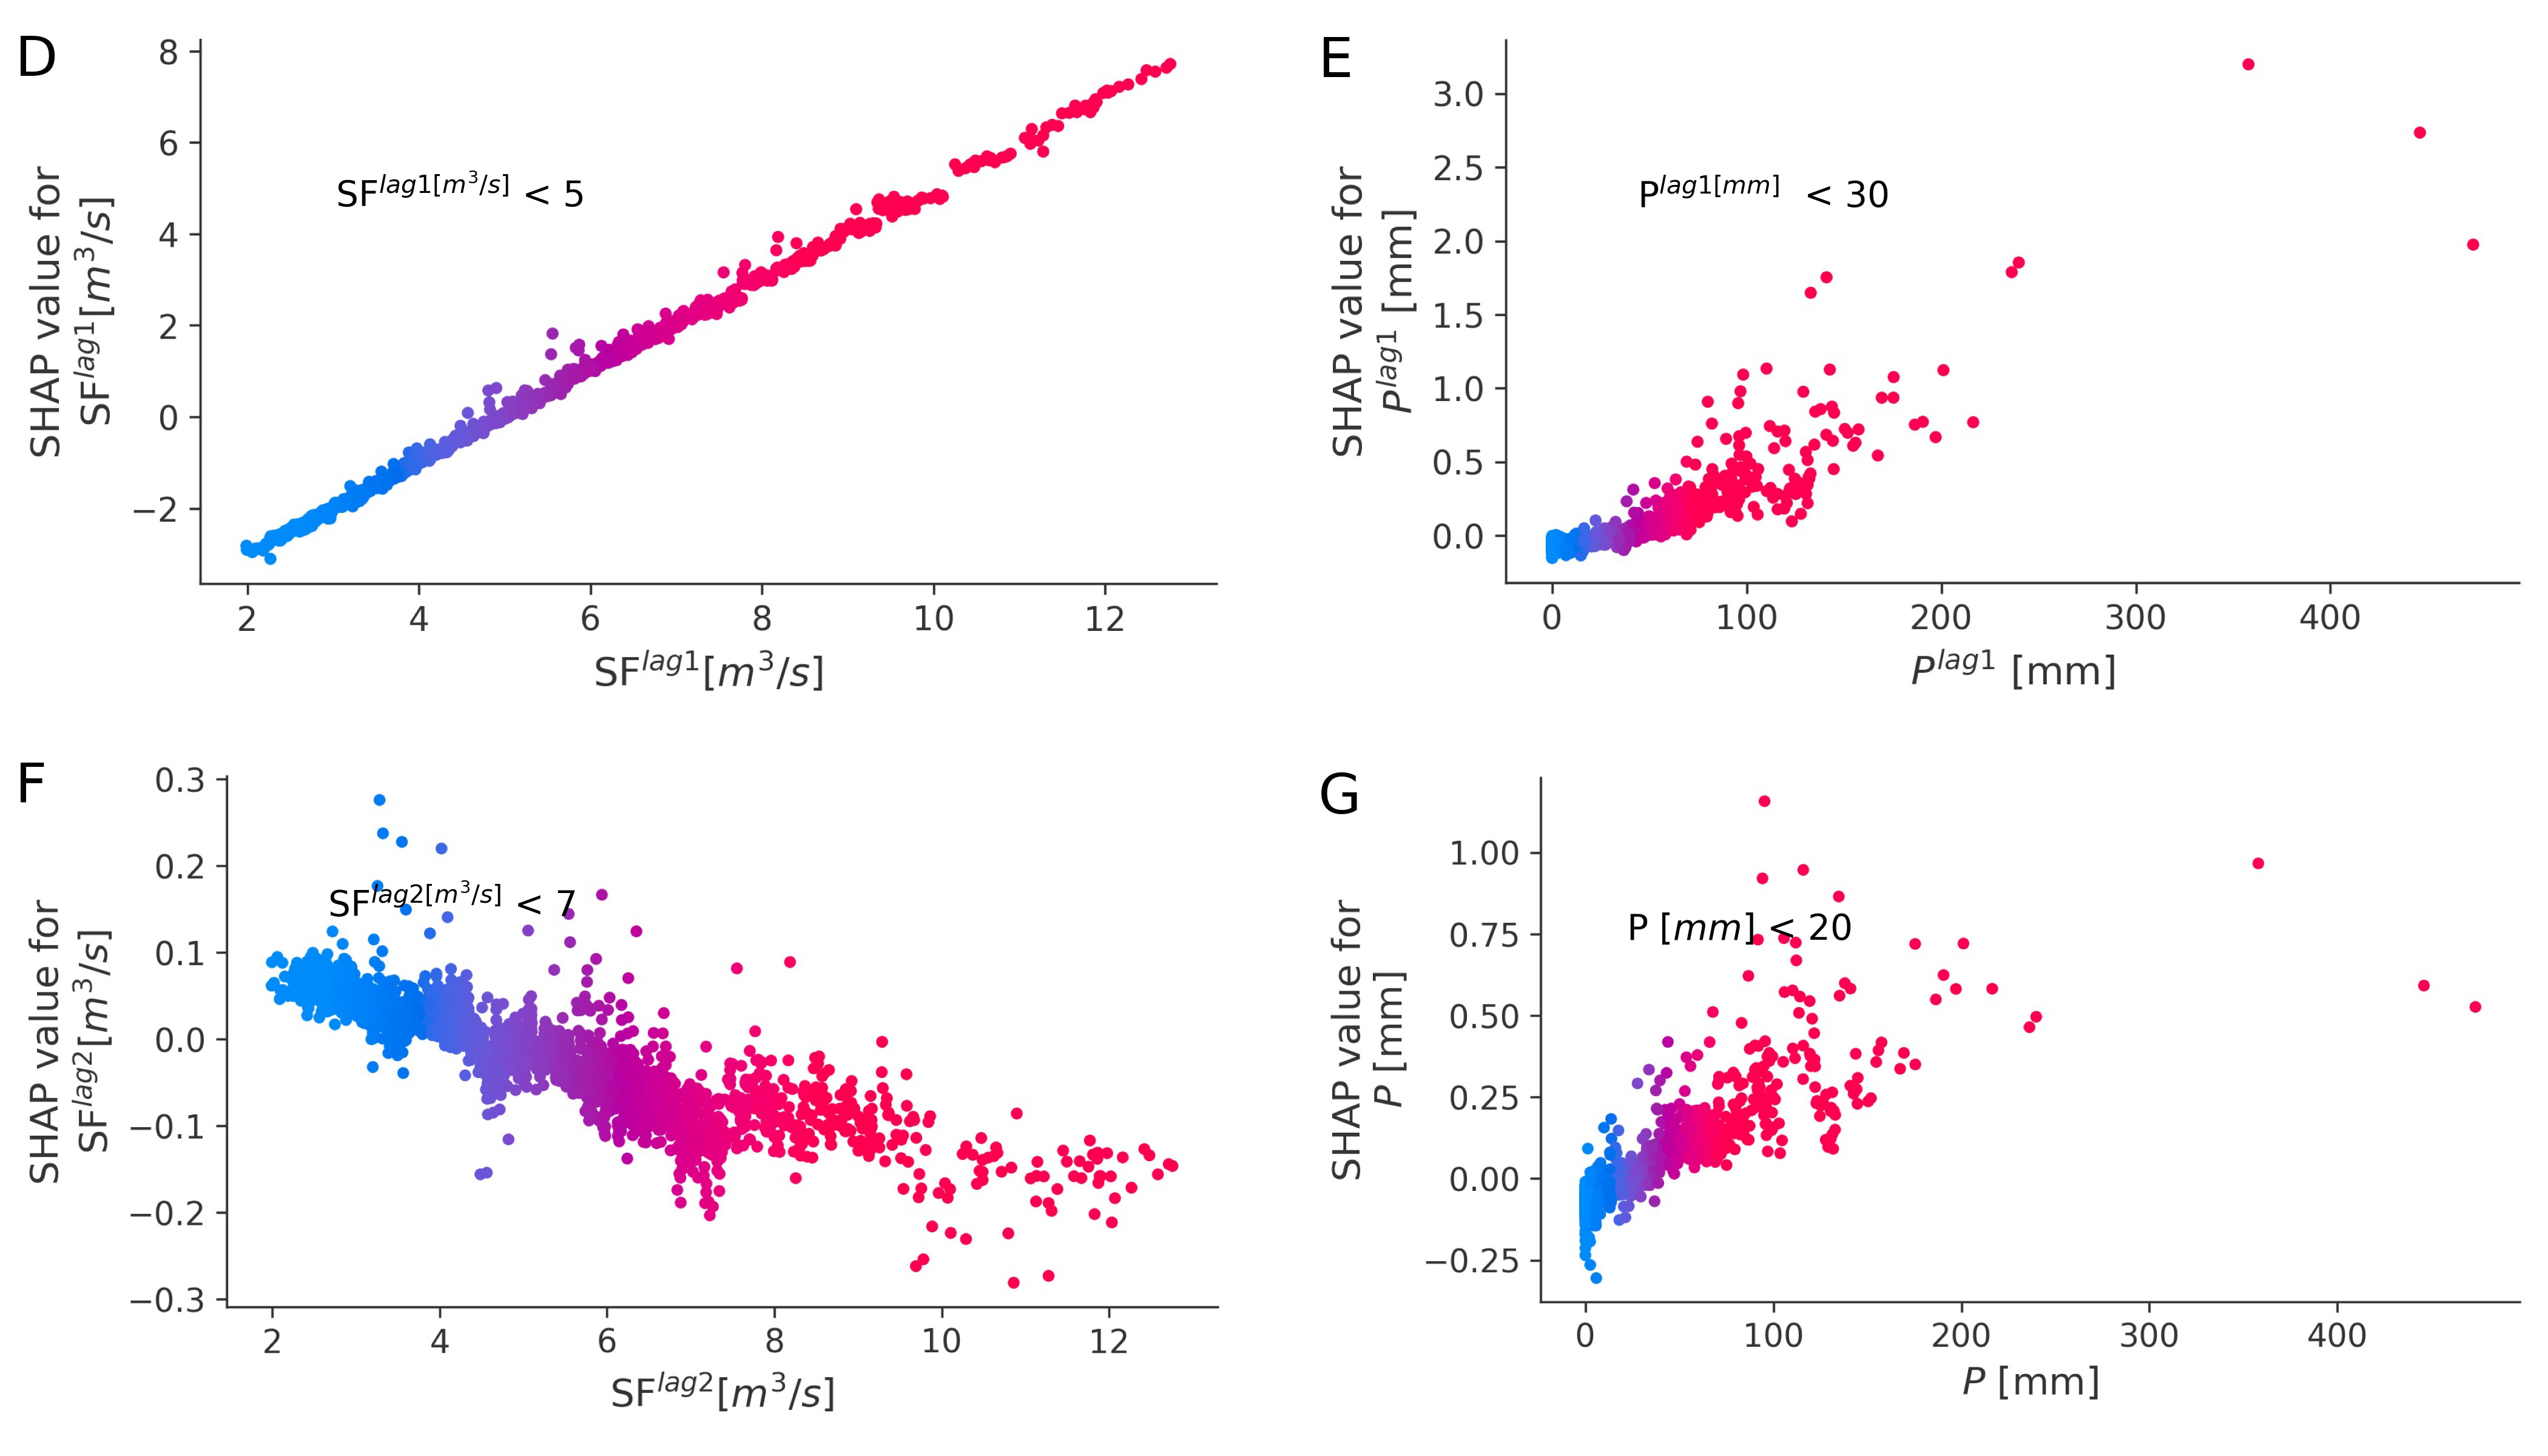 D
SHAP value for
SF^{lag1}[m^3/s]
8
6
4
2
0
−2
SF^{lag1[m^3/s]} < 5
2 4 6 8 10 12
SF^{lag1}[m^3/s]
E
SHAP value for
P^{lag1} [mm]
3.0
2.5
2.0
1.5
1.0
0.5
0.0
P^{lag1[mm]} < 30
0 100 200 300 400
P^{lag1} [mm]
F
SHAP value for
SF^{lag2}[m^3/s]
0.3
0.2
0.1
0.0
−0.1
−0.2
−0.3
SF^{lag2[m^3/s]} < 7
2 4 6 8 10 12
SF^{lag2}[m^3/s]
G
SHAP value for
P [mm]
1.00
0.75
0.50
0.25
0.00
−0.25
P [mm] < 20
0 100 200 300 400
P [mm]